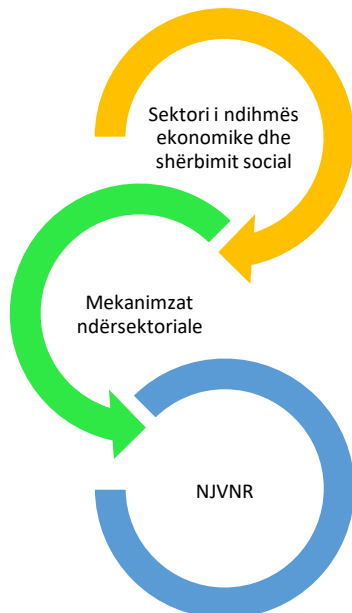 Sektori i ndihmës
ekonomike dhe
shërbimit social
Mekanimzat
ndërsektoriale
NJVNR